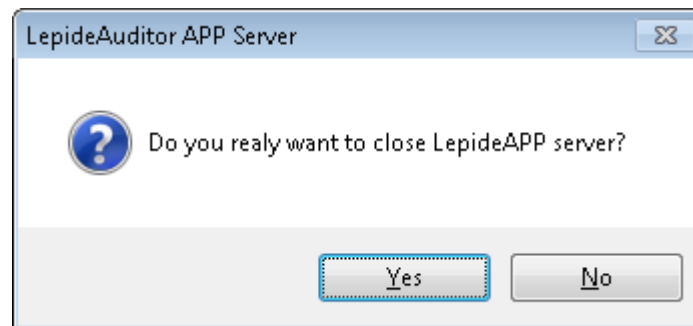 LepideAuditor APP Server
Do you realy want to close LepideAPP server?
Yes
No